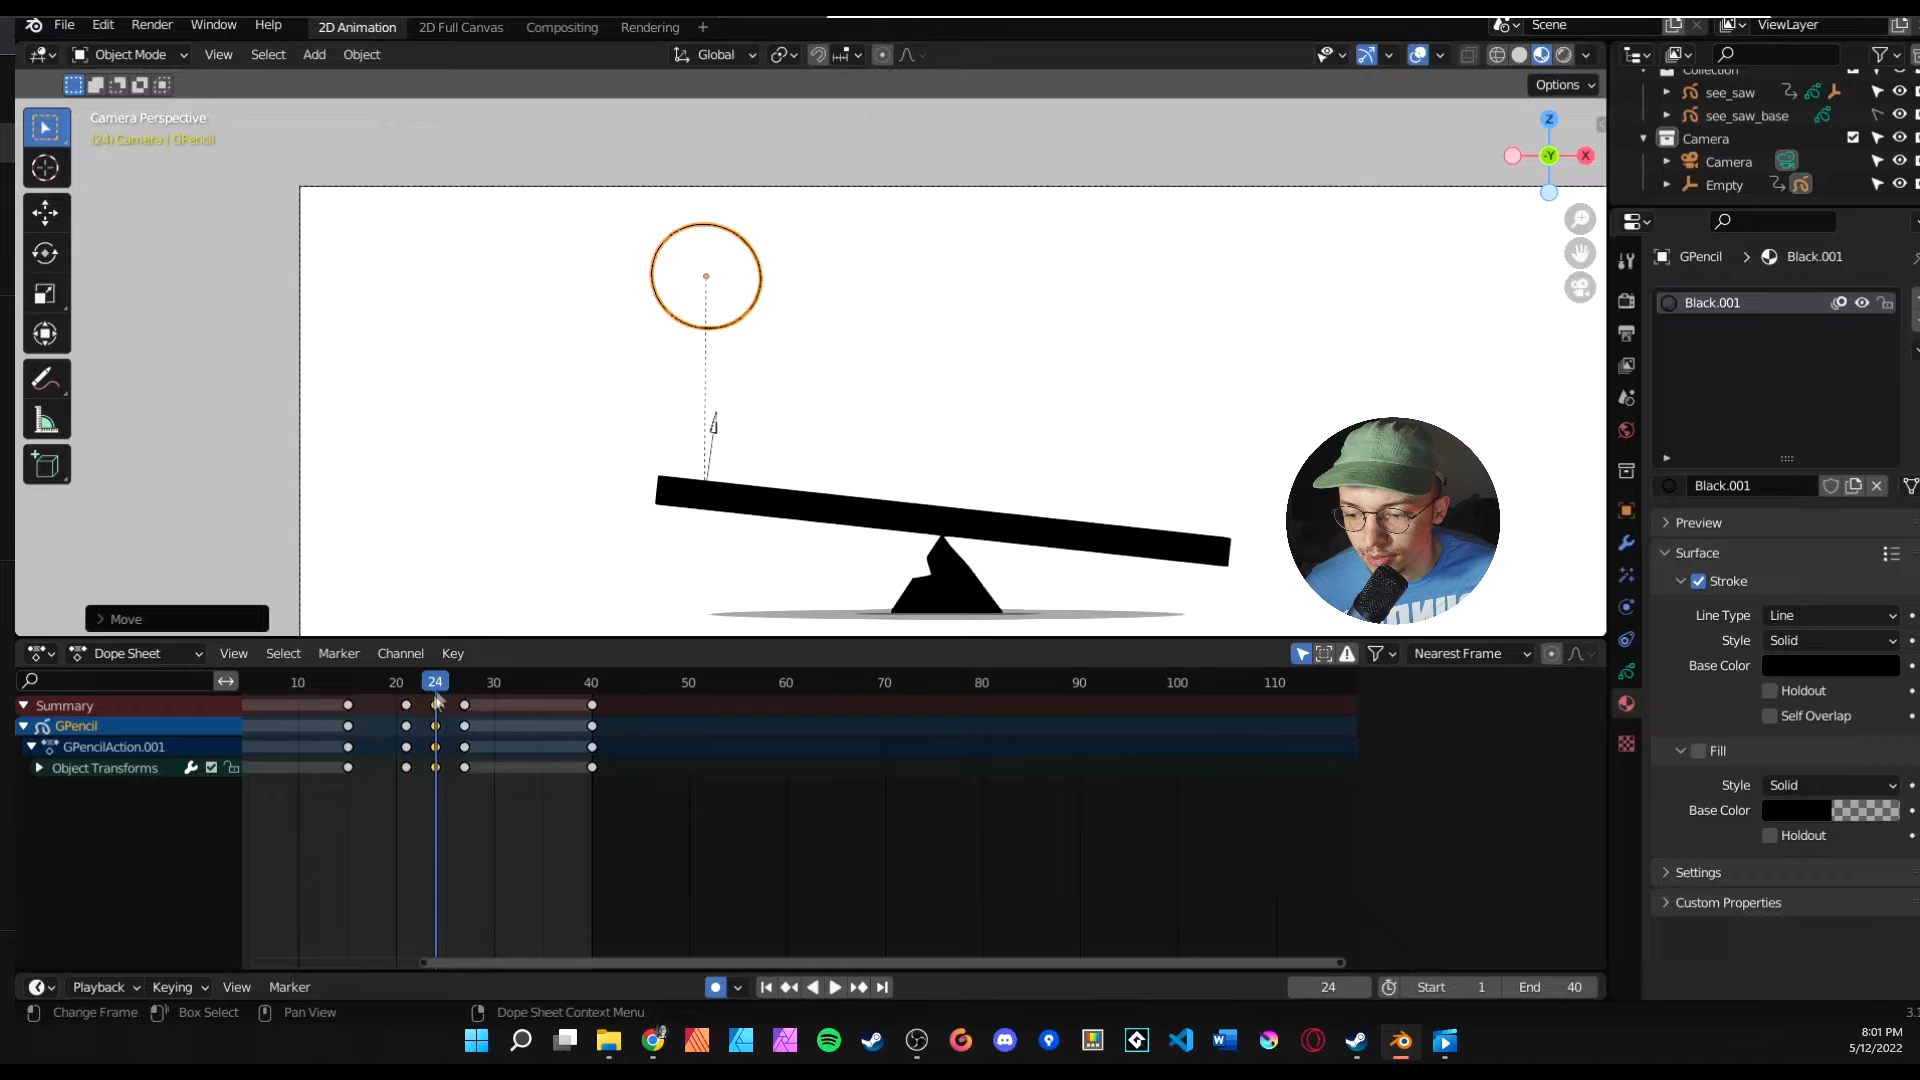 File Edit Render Window Help 2D Animation 2D Full Canvas Compositing Rendering + Scene ViewLayer
Object Mode View Select Add Object Global
Options
Camera Perspective
(24) Camera | GPencil
Z
-Y X
Collection
see_saw
see_saw_base
Camera
Camera
Empty
GPencil > Black.001
Black.001
Black.001
Preview
Surface
Stroke
Line Type Line
Style Solid
Base Color
Holdout
Self Overlap
Fill
Style Solid
Base Color
Holdout
Settings
Custom Properties
Move
Dope Sheet View Select Marker Channel Key Nearest Frame
10 20 24 30 40 50 60 70 80 90 100 110
Summary
GPencil
GPencilAction.001
Object Transforms
Playback Keying View Marker 24 Start 1 End 40
Change Frame Box Select Pan View Dope Sheet Context Menu 3.1
8:01 PM
5/12/2022